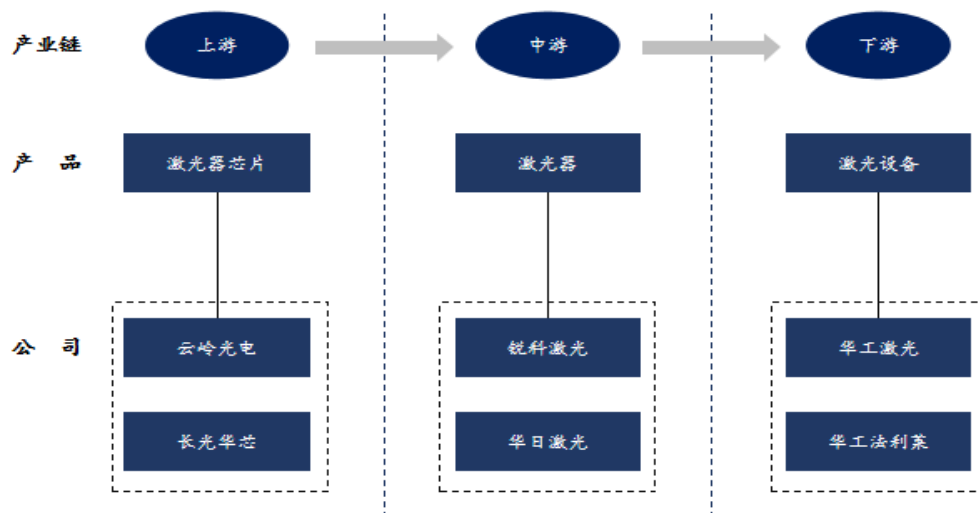 产业链 上游 中游 下游
产 品 激光器芯片 激光器 激光设备
公 司 云岭光电 锐科激光 华工激光
长光华芯 华日激光 华工法利莱